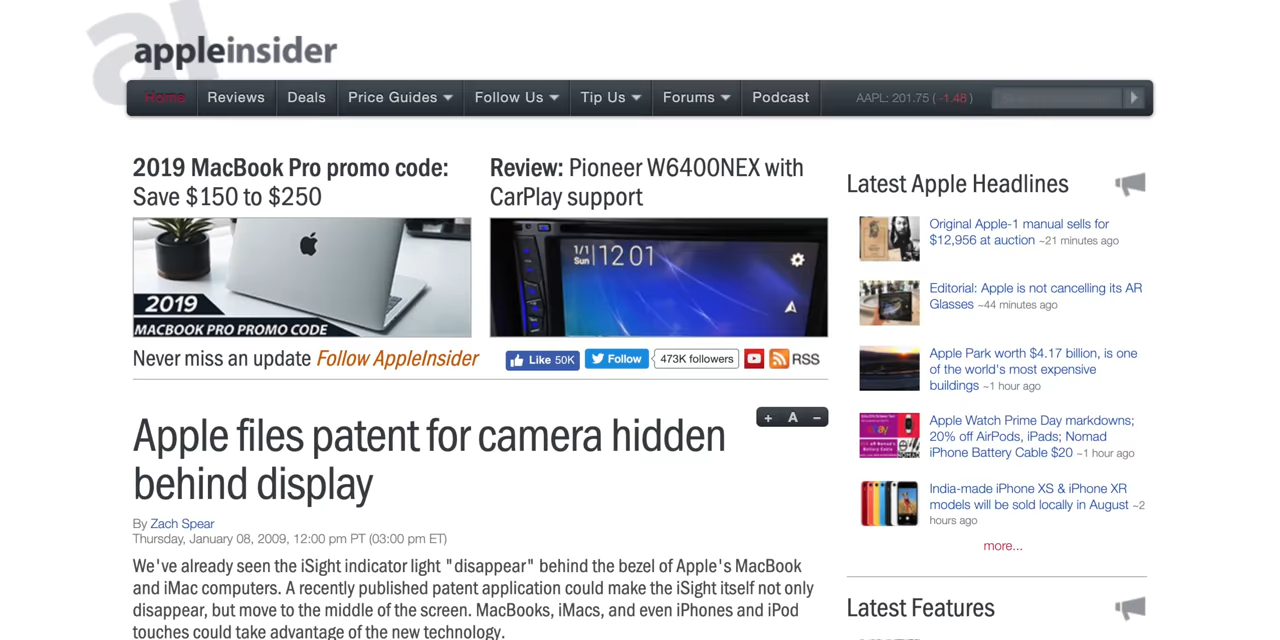 appleinsider
Home Reviews Deals Price Guides Follow Us Tip Us Forums Podcast AAPL: 201.75 ( -1.48 )
2019 MacBook Pro promo code:
Save $150 to $250
2019
MACBOOK PRO PROMO CODE
Review: Pioneer W6400NEX with
CarPlay support
1/1
Sun 12 01
Never miss an update Follow AppleInsider
Like 50K Follow 473K followers RSS
Apple files patent for camera hidden
behind display
+ A −
By Zach Spear
Thursday, January 08, 2009, 12:00 pm PT (03:00 pm ET)
We've already seen the iSight indicator light "disappear" behind the bezel of Apple's MacBook
and iMac computers. A recently published patent application could make the iSight itself not only
disappear, but move to the middle of the screen. MacBooks, iMacs, and even iPhones and iPod
touches could take advantage of the new technology.
Latest Apple Headlines
Original Apple-1 manual sells for
$12,956 at auction ~21 minutes ago
Editorial: Apple is not cancelling its AR
Glasses ~44 minutes ago
Apple Park worth $4.17 billion, is one
of the world's most expensive
buildings ~1 hour ago
Apple Watch Prime Day markdowns;
20% off AirPods, iPads; Nomad
iPhone Battery Cable $20 ~1 hour ago
India-made iPhone XS & iPhone XR
models will be sold locally in August ~2
hours ago
more...
Latest Features